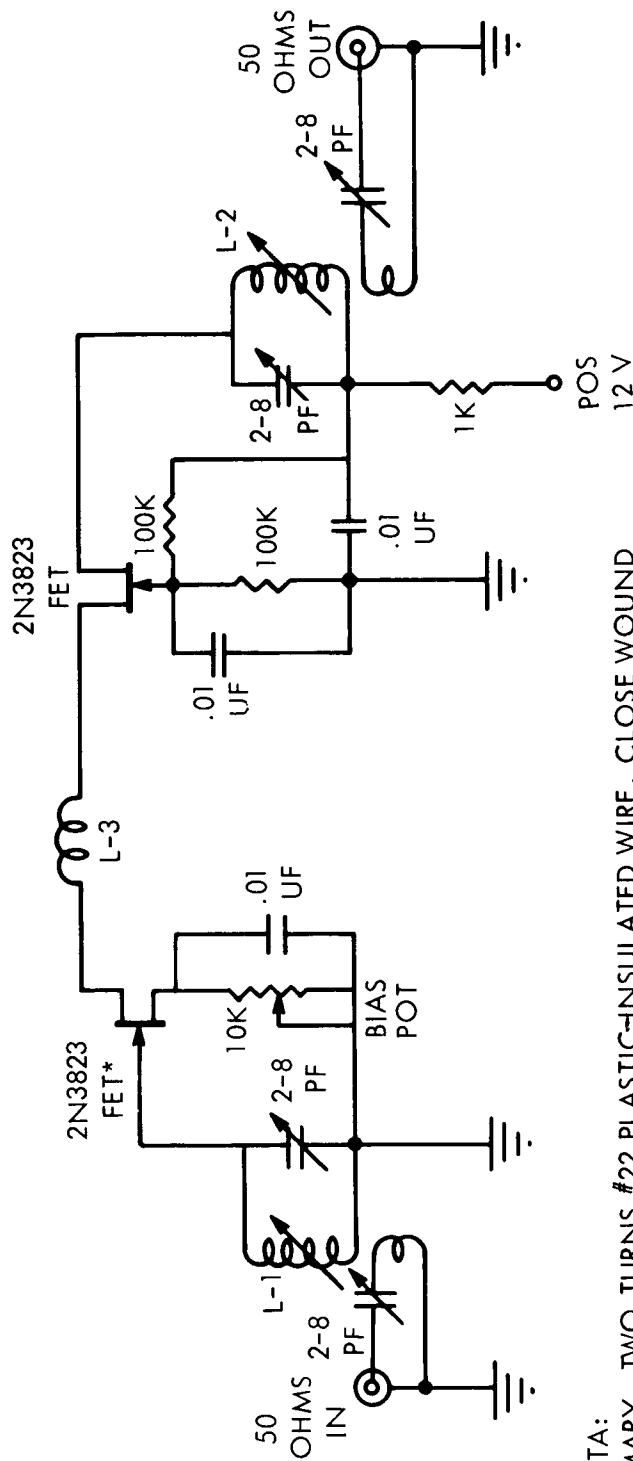 2N3823
FET
2N3823
FET*
L-3
L-2
50
OHMS
OUT
2-8
PF
2-8
PF
100K
100K
.01
UF
.01
UF
1K
POS
12 V
.01
UF
10K
BIAS
POT
2-8
PF
L-1
2-8
PF
50
OHMS
IN
TA:
TWO TURNS #22 PLASTIC-INSULATED WIRE, CLOSE WOUND